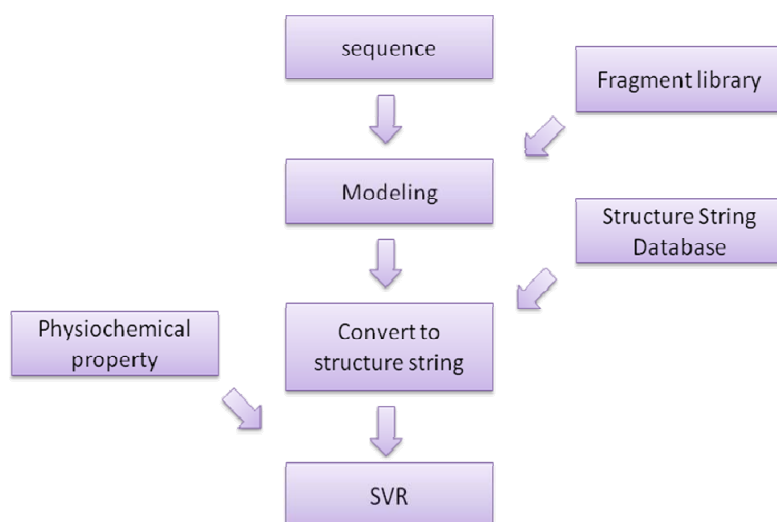 sequence
Fragment library
Modeling
Structure String
Database
Physiochemical
property
Convert to
structure string
SVR